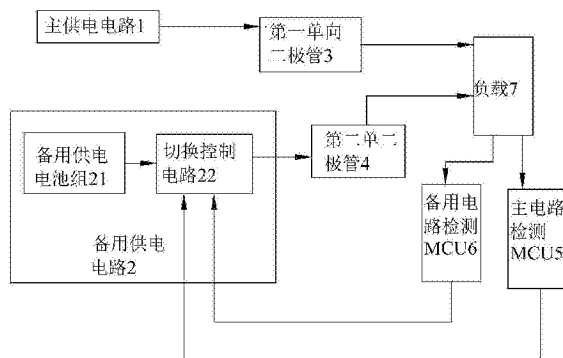 主供电电路1
第一单向
二极管3
负载7
备用供电
电池组21
切换控制
电路22
第二单二
极管4
备用供电
电路2
备用电
路检测
MCU6
主电路
检测
MCU5